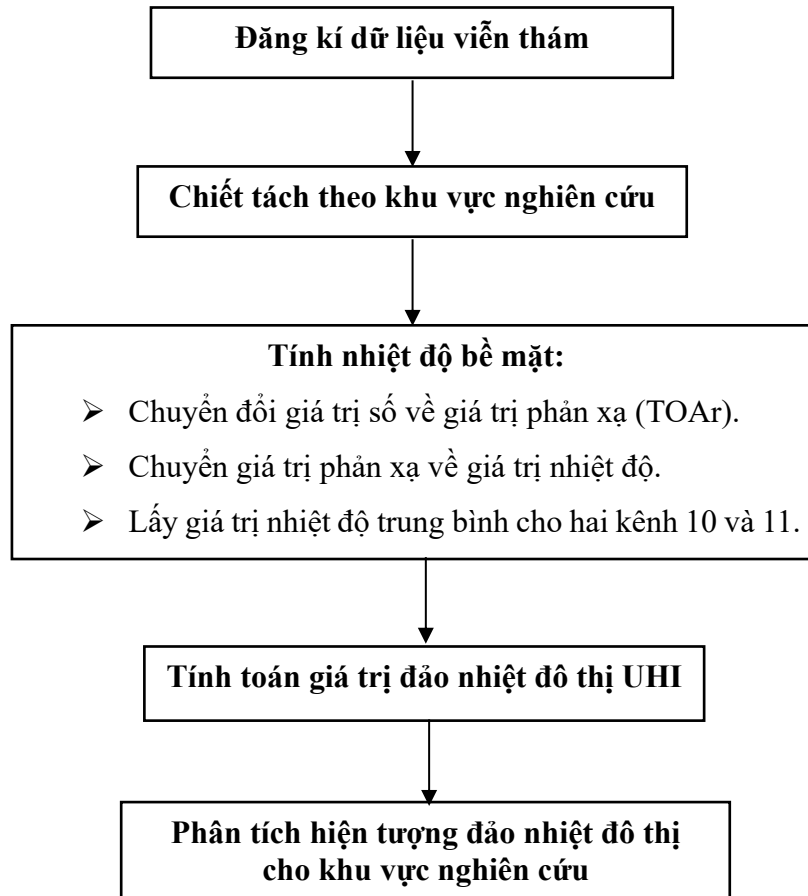 Đăng kí dữ liệu viễn thám
Chiết tách theo khu vực nghiên cứu
Tính nhiệt độ bề mặt:
➢ Chuyển đổi giá trị số về giá trị phản xạ (TOAr).
➢ Chuyển giá trị phản xạ về giá trị nhiệt độ.
➢ Lấy giá trị nhiệt độ trung bình cho hai kênh 10 và 11.
Tính toán giá trị đảo nhiệt đô thị UHI
Phân tích hiện tượng đảo nhiệt đô thị
cho khu vực nghiên cứu